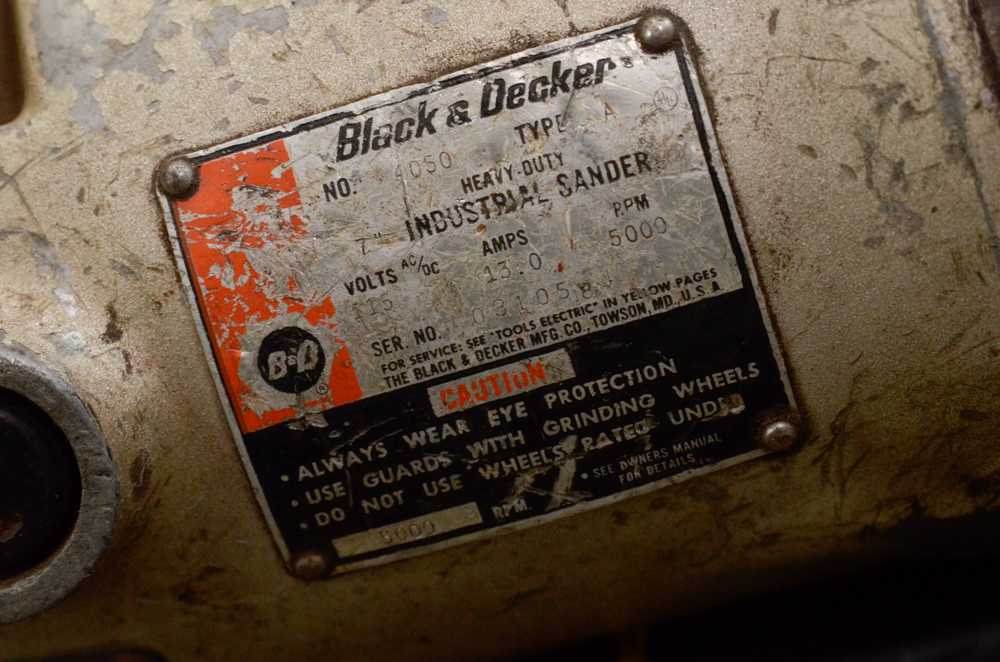 Black & Decker
NO. 4050 TYPE A
HEAVY-DUTY
7" INDUSTRIAL SANDER
VOLTS AC/DC AMPS RPM
115 13.0 5000
SER. NO.
FOR SERVICE: SEE "TOOLS ELECTRIC" IN YELLOW PAGES
THE BLACK & DECKER MFG. CO., TOWSON, MD., U.S.A
B&D
CAUTION
• ALWAYS WEAR EYE PROTECTION
• USE GUARDS WITH GRINDING WHEELS
• DO NOT USE WHEELS RATED UNDER
5000 RPM.
• SEE OWNERS MANUAL
FOR DETAILS